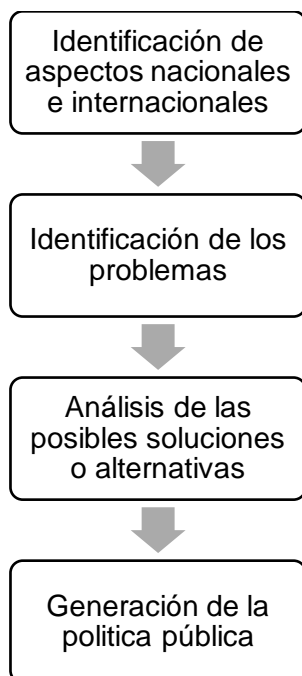 Identificación de
aspectos nacionales
e internacionales
Identificación de los
problemas
Análisis de las
posibles soluciones
o alternativas
Generación de la
politica pública